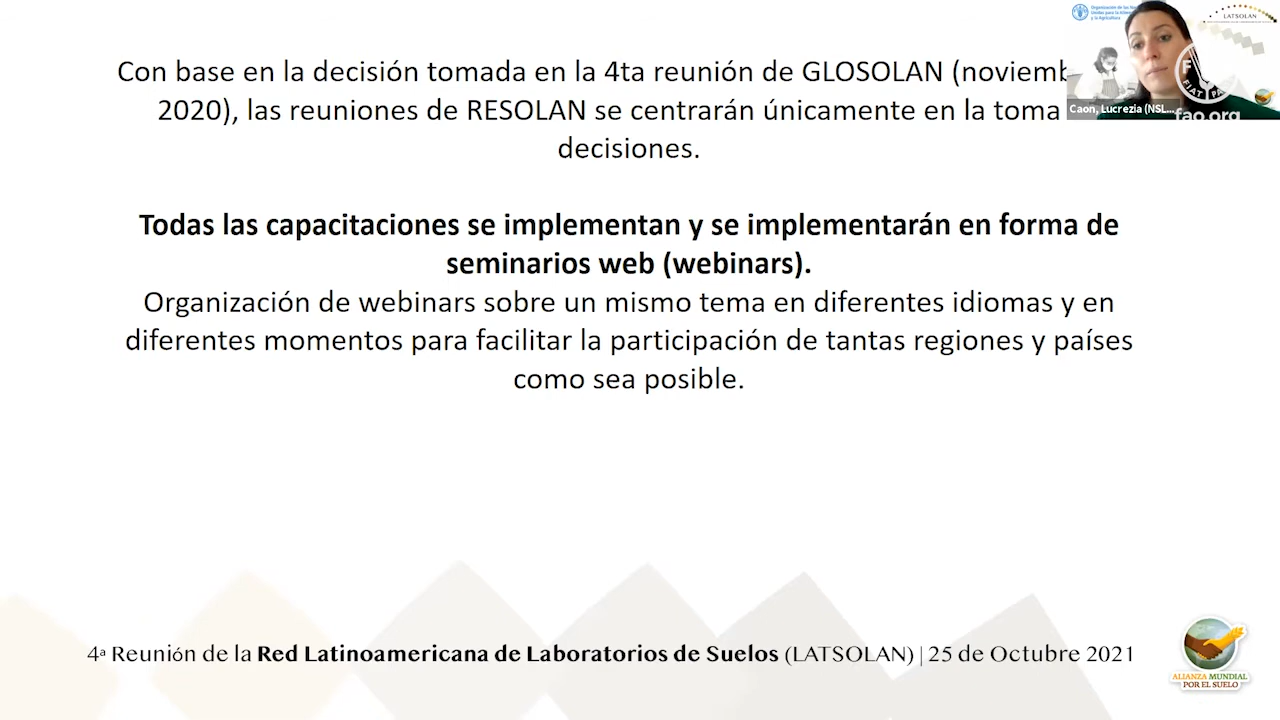 Organización de las
Unidas para la
y la Agricultura
LATSOLAN
Con base en la decisión tomada en la 4ta reunión de GLOSOLAN
2020), las reuniones de RESOLAN se centrarán únicamente en la toma
decisiones.
Caon, Lucrezia (NSL...
FIAT PA
fao.org
Todas las capacitaciones se implementan y se implementarán en forma de
seminarios web (webinars).
Organización de webinars sobre un mismo tema en diferentes idiomas y en
diferentes momentos para facilitar la participación de tantas regiones y países
como sea posible.
4ª Reunión de la Red Latinoamericana de Laboratorios de Suelos (LATSOLAN) | 25 de Octubre 2021
ALIANZA MUNDIAL
POR EL SUELO